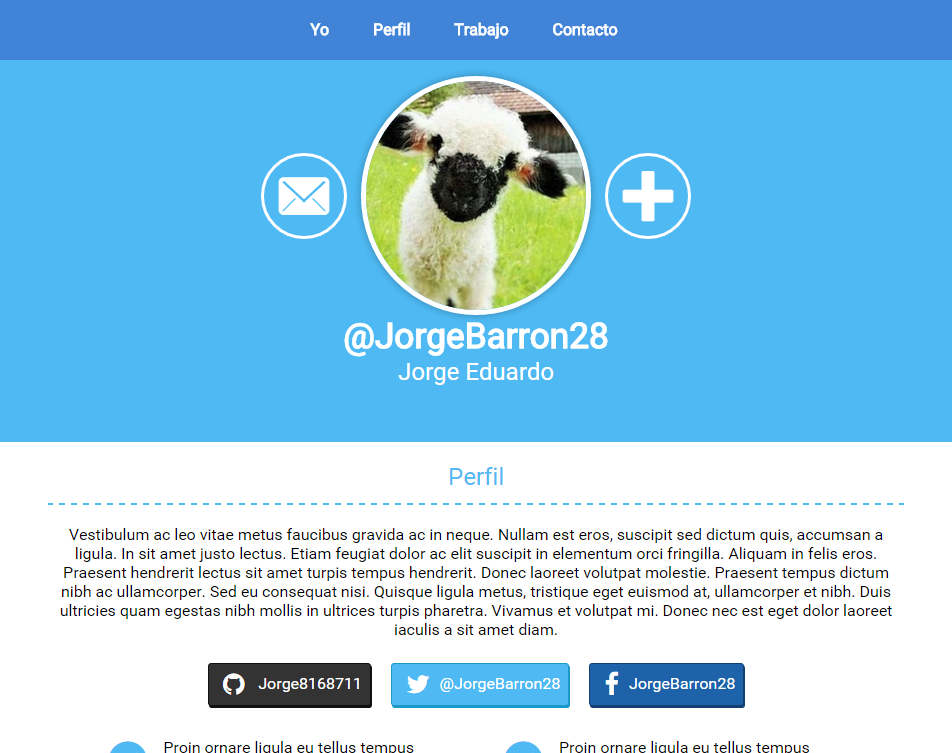 Yo Perfil Trabajo Contacto
@JorgeBarron28
Jorge Eduardo
Perfil
Vestibulum ac leo vitae metus faucibus gravida ac in neque. Nullam est eros, suscipit sed dictum quis, accumsan a
ligula. In sit amet justo lectus. Etiam feugiat dolor ac elit suscipit in elementum orci fringilla. Aliquam in felis eros.
Praesent hendrerit lectus sit amet turpis tempus hendrerit. Donec laoreet volutpat molestie. Praesent tempus dictum
nibh ac ullamcorper. Sed eu consequat nisi. Quisque ligula metus, tristique eget euismod at, ullamcorper et nibh. Duis
ultricies quam egestas nibh mollis in ultrices turpis pharetra. Vivamus et volutpat mi. Donec nec est eget dolor laoreet
iaculis a sit amet diam.
Jorge8168711 @JorgeBarron28 JorgeBarron28
Proin ornare ligula eu tellus tempus Proin ornare ligula eu tellus tempus